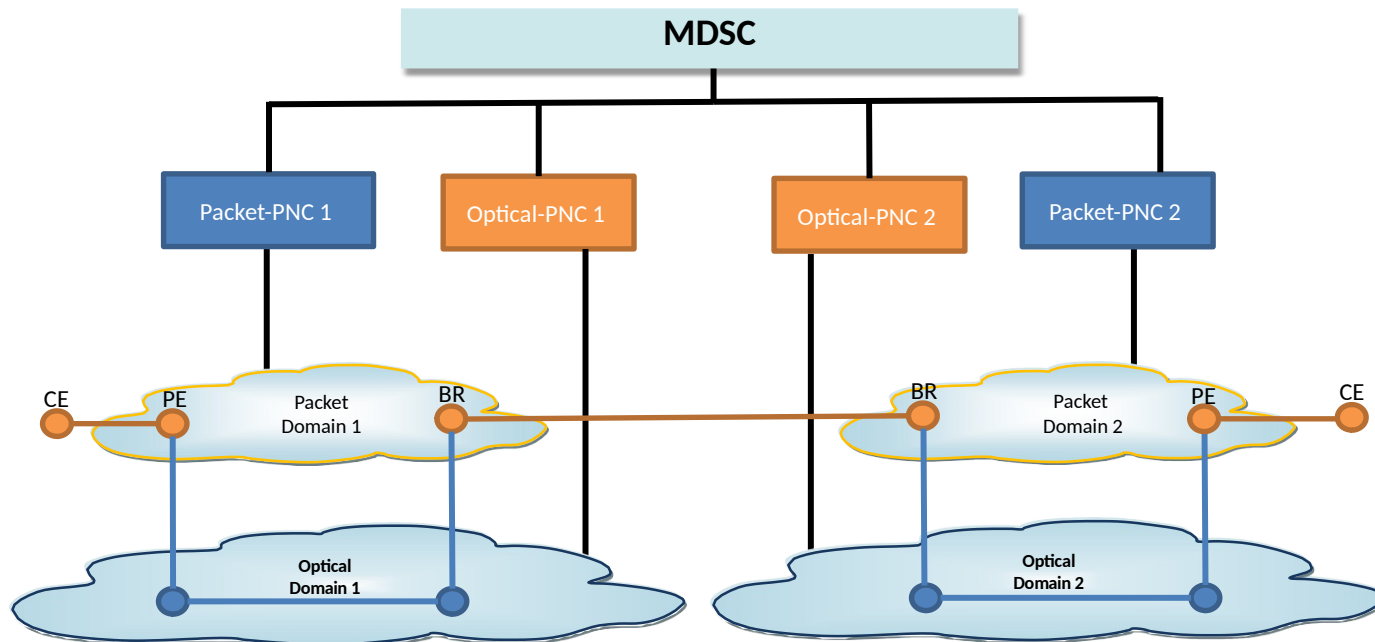 MDSC
Packet-PNC 1
Optical-PNC 1
Optical-PNC 2
Packet-PNC 2
CE
PE
Packet
Domain 1
BR
BR
Packet
Domain 2
PE
CE
Optical
Domain 1
Optical
Domain 2